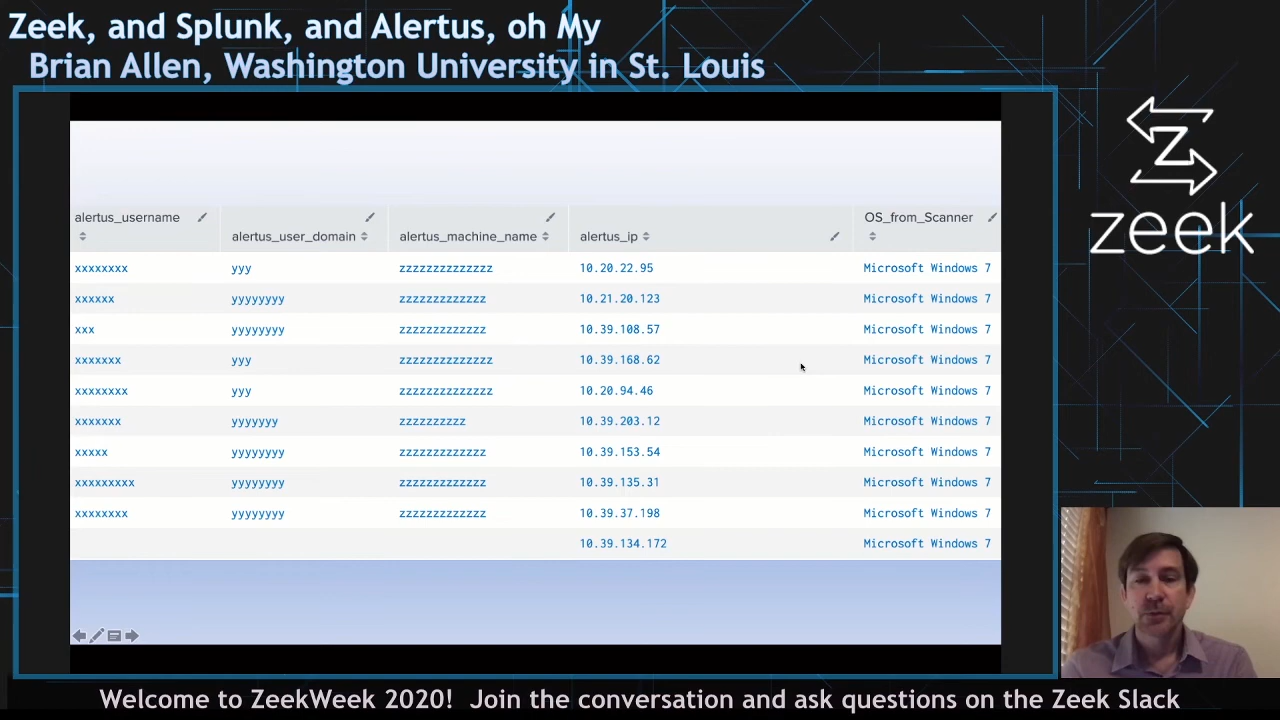 Zeek, and Splunk, and Alertus, oh My
Brian Allen, Washington University in St. Louis
zeek
alertus_username alertus_user_domain alertus_machine_name alertus_ip OS_from_Scanner
xxxxxxxx yyy zzzzzzzzzzzzzz 10.20.22.95 Microsoft Windows 7
xxxxxx yyyyyyyy zzzzzzzzzzzzz 10.21.20.123 Microsoft Windows 7
xxx yyyyyyyy zzzzzzzzzzzzz 10.39.108.57 Microsoft Windows 7
xxxxxxx yyy zzzzzzzzzzzzzz 10.39.168.62 Microsoft Windows 7
xxxxxxxx yyy zzzzzzzzzzzzzz 10.20.94.46 Microsoft Windows 7
xxxxxxx yyyyyyy zzzzzzzzzz 10.39.203.12 Microsoft Windows 7
xxxxx yyyyyyyy zzzzzzzzzzzzz 10.39.153.54 Microsoft Windows 7
xxxxxxxxx yyyyyyyy zzzzzzzzzzzzz 10.39.135.31 Microsoft Windows 7
xxxxxxxx yyyyyyyy zzzzzzzzzzzzz 10.39.37.198 Microsoft Windows 7
10.39.134.172 Microsoft Windows 7
Welcome to ZeekWeek 2020! Join the conversation and ask questions on the Zeek Slack